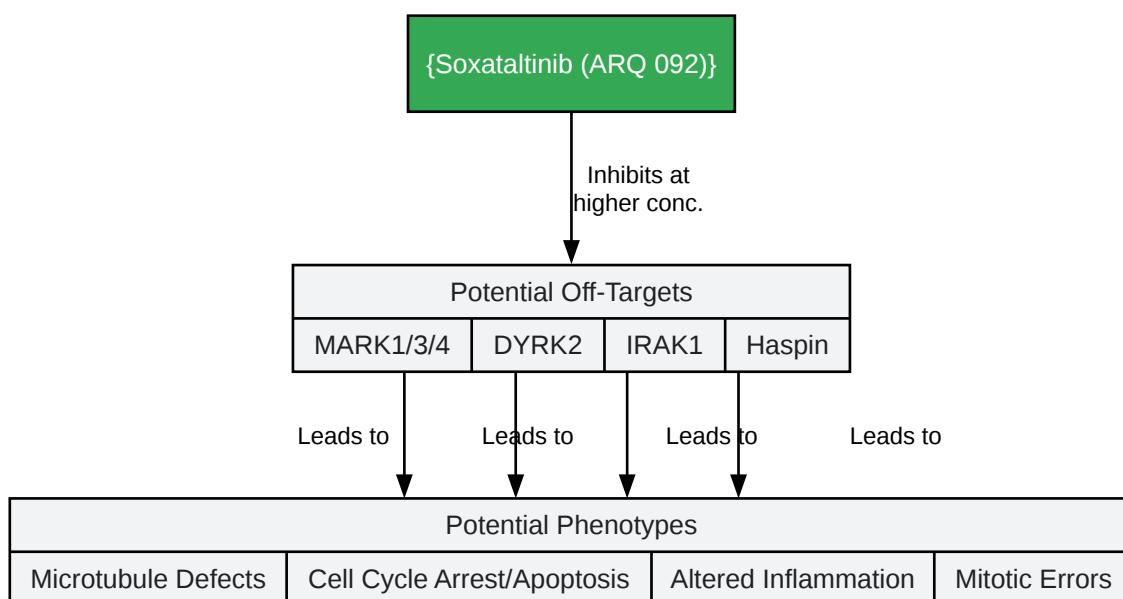 {Soxataltinib (ARQ 092)}
Inhibits at
higher conc.
Potential Off-Targets
MARK1/3/4 DYRK2 IRAK1 Haspin
Leads to Leads to Leads to Leads to
Potential Phenotypes
Microtubule Defects Cell Cycle Arrest/Apoptosis Altered Inflammation Mitotic Errors